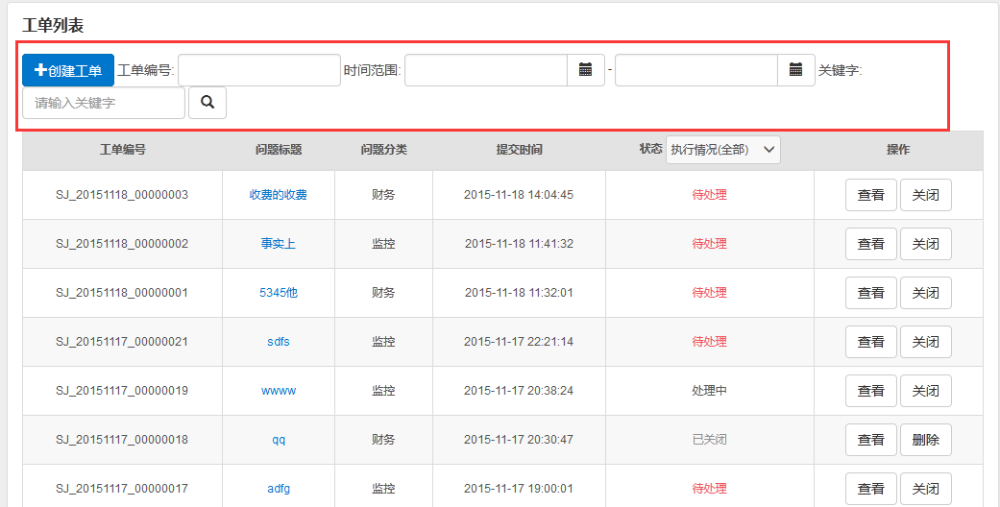 工单列表
创建工单 工单编号: 时间范围: - 关键字:
请输入关键字
工单编号 问题标题 问题分类 提交时间 状态 执行情况(全部) 操作
SJ_20151118_00000003 收费的收费 财务 2015-11-18 14:04:45 待处理 查看 关闭
SJ_20151118_00000002 事实上 监控 2015-11-18 11:41:32 待处理 查看 关闭
SJ_20151118_00000001 5345他 财务 2015-11-18 11:32:01 待处理 查看 关闭
SJ_20151117_00000021 sdfs 监控 2015-11-17 22:21:14 待处理 查看 关闭
SJ_20151117_00000019 wwww 监控 2015-11-17 20:38:24 处理中 查看 关闭
SJ_20151117_00000018 qq 财务 2015-11-17 20:30:47 已关闭 查看 删除
SJ_20151117_00000017 adfg 监控 2015-11-17 19:00:01 待处理 查看 关闭